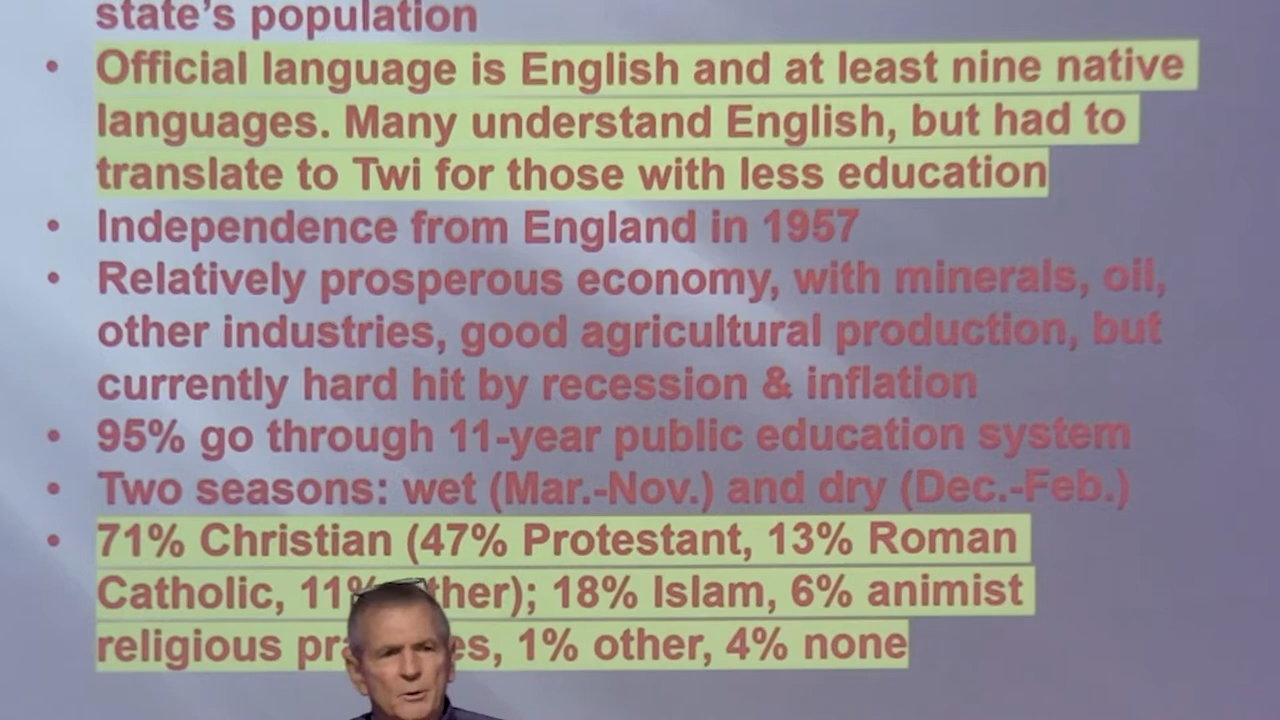 state's population
• Official language is English and at least nine native
languages. Many understand English, but had to
translate to Twi for those with less education
• Independence from England in 1957
• Relatively prosperous economy, with minerals, oil,
other industries, good agricultural production, but
currently hard hit by recession & inflation
• 95% go through 11-year public education system
• Two seasons: wet (Mar.-Nov.) and dry (Dec.-Feb.)
• 71% Christian (47% Protestant, 13% Roman
Catholic, 11% ther); 18% Islam, 6% animist
religious 1% other, 4% none